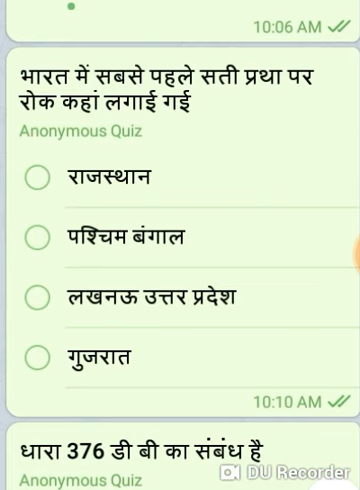 10:06 AM
भारत में सबसे पहले सती प्रथा पर
रोक कहां लगाई गई
Anonymous Quiz
राजस्थान
पश्चिम बंगाल
लखनऊ उत्तर प्रदेश
गुजरात
10:10 AM
धारा 376 डी बी का संबंध है
DU Recorder
Anonymous Quiz